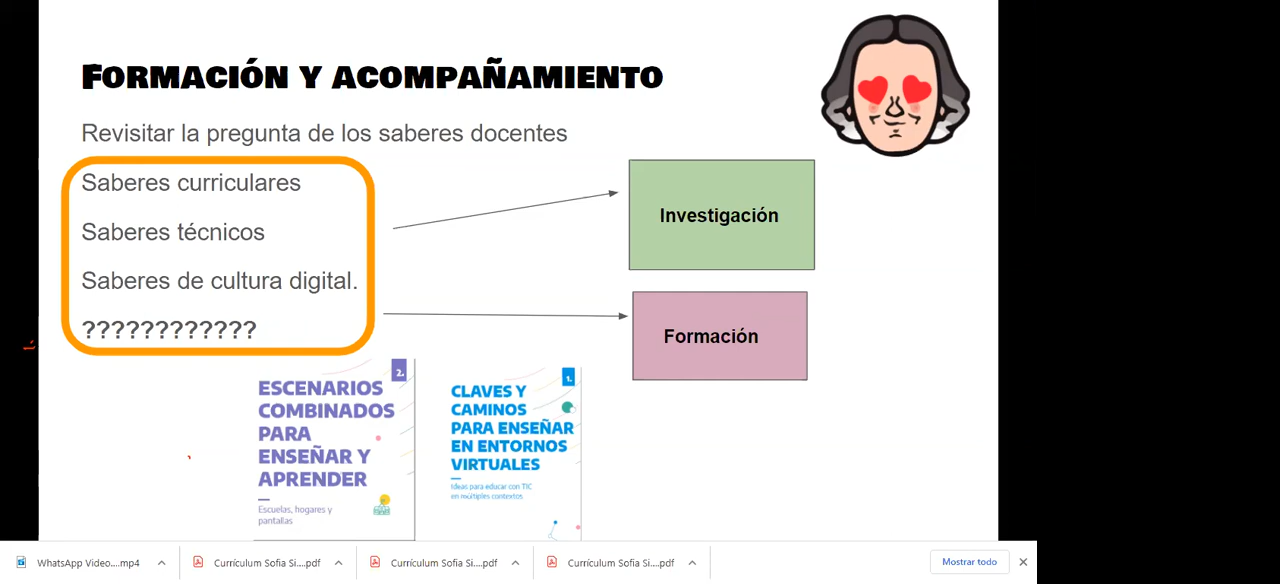 Formación y acompañamiento
Revisitar la pregunta de los saberes docentes
Saberes curriculares
Saberes técnicos
Saberes de cultura digital.
????????????
Investigación
Formación
2.
ESCENARIOS
COMBINADOS
PARA
ENSEÑAR Y
APRENDER
Escuelas, hogares y
pantallas
1.
CLAVES Y
CAMINOS
PARA ENSEÑAR
EN ENTORNOS
VIRTUALES
Ideas para educar con TIC
en múltiples contextos
WhatsApp Video....mp4
Currículum Sofia Si....pdf
Currículum Sofia Si....pdf
Currículum Sofia Si....pdf
Mostrar todo